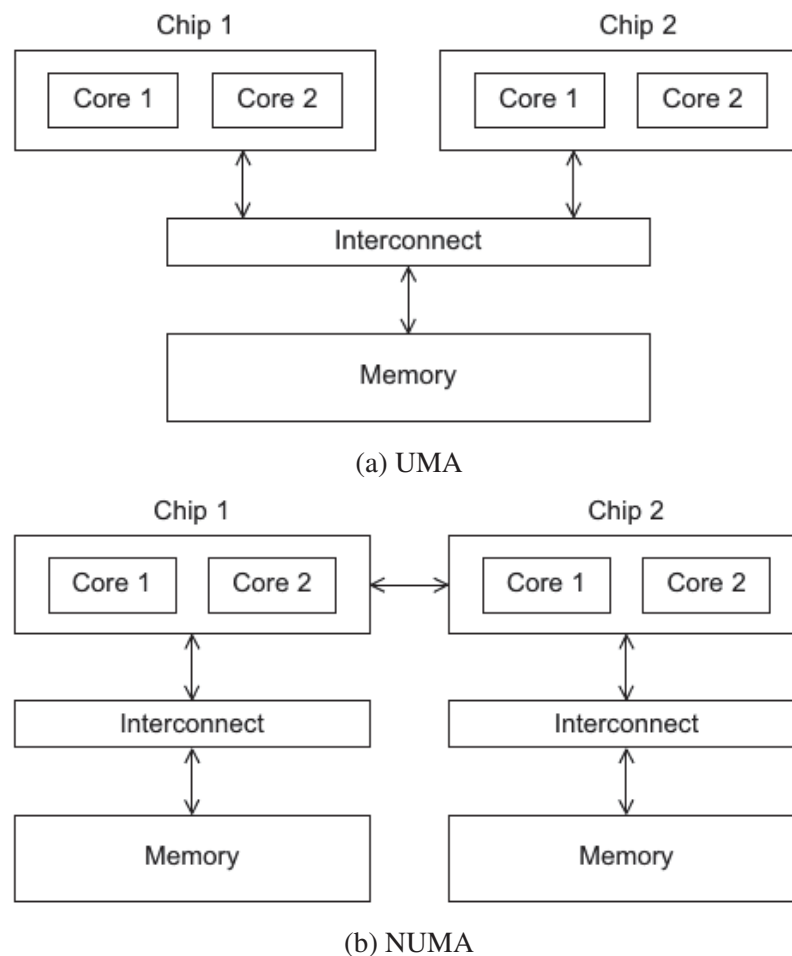 Chip 1 Chip 2
Core 1 Core 2 Core 1 Core 2
Interconnect
Memory
(a) UMA
Chip 1 Chip 2
Core 1 Core 2 Core 1 Core 2
Interconnect Interconnect
Memory Memory
(b) NUMA